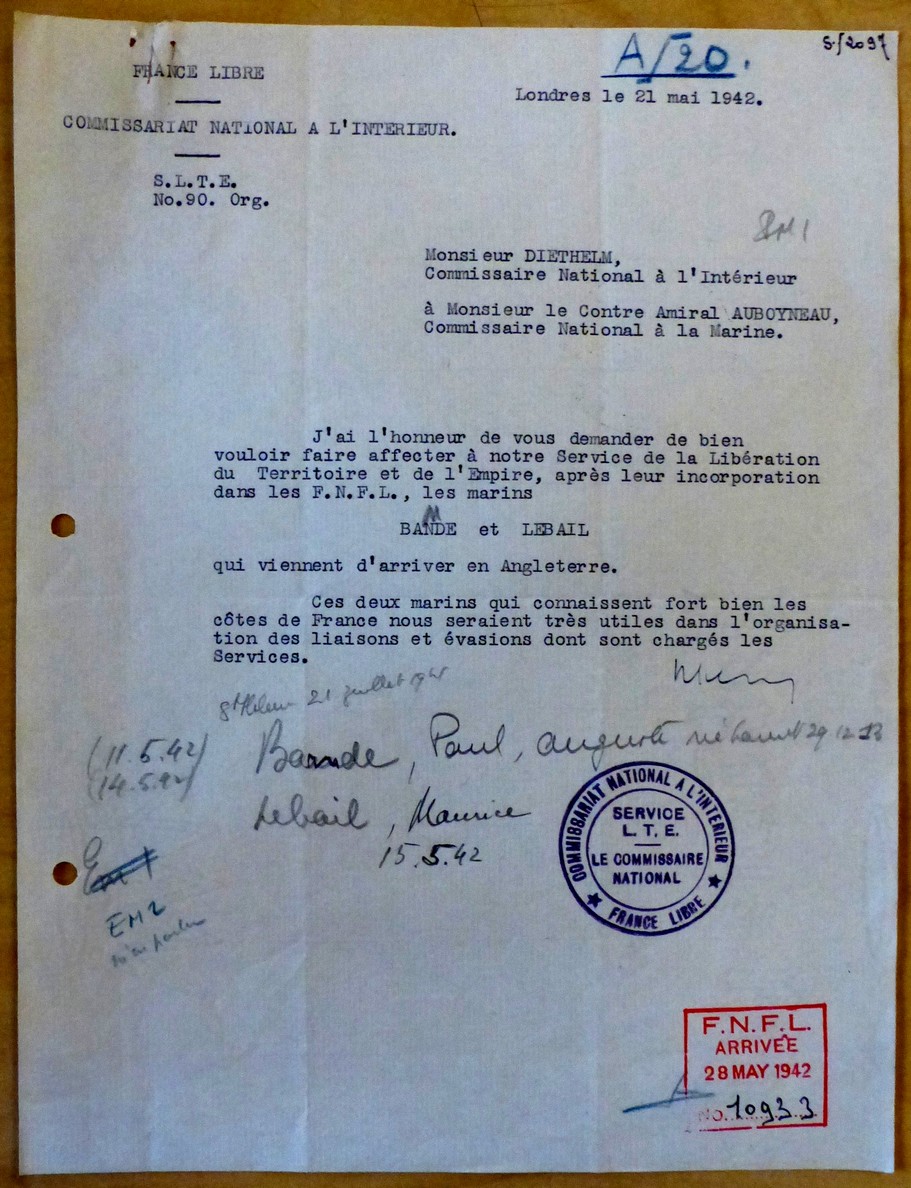 A/20.
S./2097
FRANCE LIBRE
Londres le 21 mai 1942.
COMMISSARIAT NATIONAL A L'INTERIEUR.
S.L.T.E.
No.90. Org.
Monsieur DIETHELM,
Commissaire National à l'Intérieur
à Monsieur le Contre Amiral AUBOYNEAU,
Commissaire National à la Marine.
J'ai l'honneur de vous demander de bien
vouloir faire affecter à notre Service de la Libération
du Territoire et de l'Empire, après leur incorporation
dans les F.N.F.L., les marins
BANDE et LEBAIL
qui viennent d'arriver en Angleterre.
Ces deux marins qui connaissent fort bien les
côtes de France nous seraient très utiles dans l'organisa-
tion des liaisons et évasions dont sont chargés les
Services.
21 juillet
(11.5.42) Bande, Paul, Auguste
(14.5.42)
Lebail, Maurice
15.5.42
COMMISSARIAT NATIONAL A L'INTERIEUR
SERVICE
L. T. E.
LE COMMISSAIRE
NATIONAL
FRANCE LIBRE
EM2
F.N.F.L.
ARRIVÉE
28 MAY 1942
No. 10933